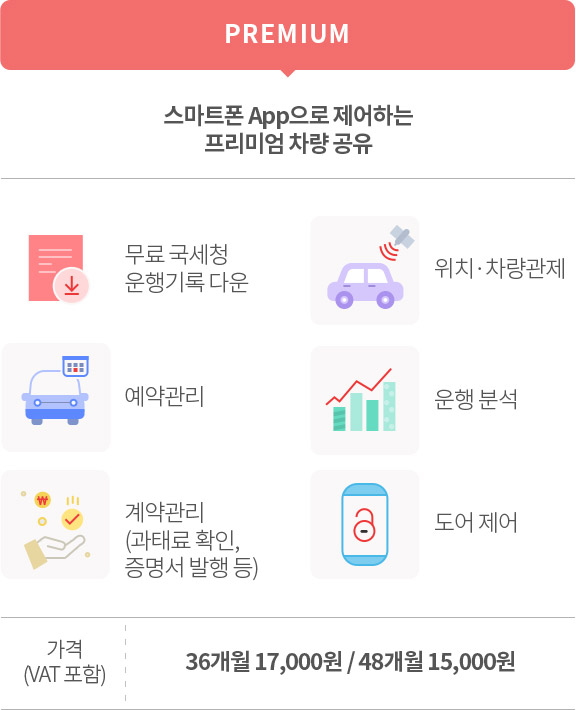 PREMIUM
스마트폰 App으로 제어하는
프리미엄 차량 공유
무료 국세청
운행기록 다운
위치·차량관제
예약관리
운행 분석
계약관리
(과태료 확인,
증명서 발행 등)
도어 제어
가격
(VAT 포함)
36개월 17,000원 / 48개월 15,000원